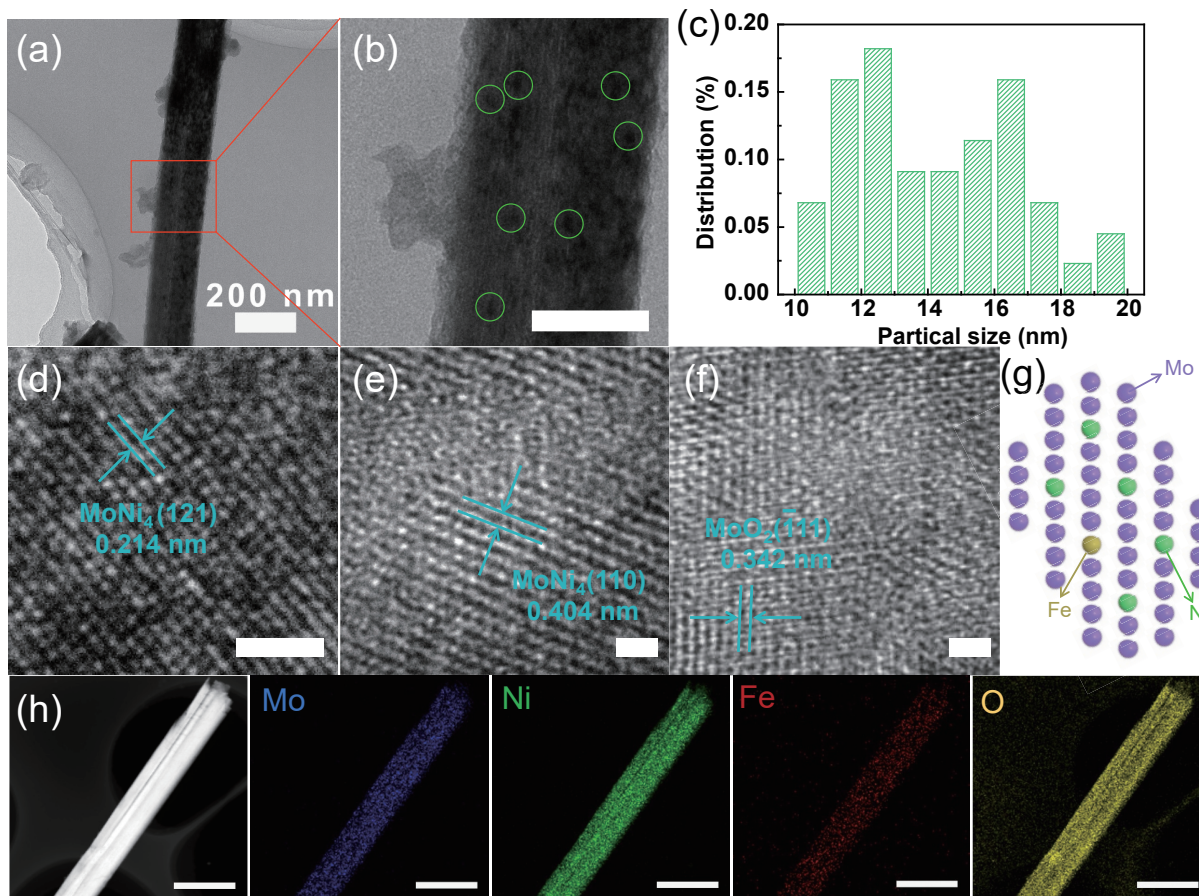 (a)
200 nm
(b)
(c)
0.20
0.15
0.10
0.05
0.00
Distribution (%)
10
12
14
16
18
20
Partical size (nm)
(d)
MoNi₄(121)
0.214 nm
(e)
MoNi₄(110)
0.404 nm
(f)
MoO₂(1̄11)
0.342 nm
(g)
Mo
Fe
N
(h)
Mo
Ni
Fe
O